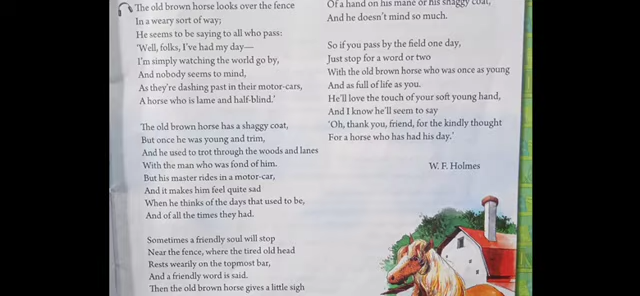 The old brown horse looks over the fence
In a weary sort of way;
He seems to be saying to all who pass:
'Well, folks, I've had my day—
I'm simply watching the world go by,
And nobody seems to mind,
As they're dashing past in their motor-cars,
A horse who is lame and half-blind.'
The old brown horse has a shaggy coat,
But once he was young and trim,
And he used to trot through the woods and lanes
With the man who was fond of him.
But his master rides in a motor-car,
And it makes him feel quite sad
When he thinks of the days that used to be,
And of all the times they had.
Sometimes a friendly soul will stop
Near the fence, where the tired old head
Rests wearily on the topmost bar,
And a friendly word is said.
Then the old brown horse gives a little sigh
Of a hand on his mane or his shaggy coat,
And he doesn't mind so much.
So if you pass by the field one day,
Just stop for a word or two
With the old brown horse who was once as young
And as full of life as you.
He'll love the touch of your soft young hand,
And I know he'll seem to say
'Oh, thank you, friend, for the kindly thought
For a horse who has had his day.'
W. F. Holmes